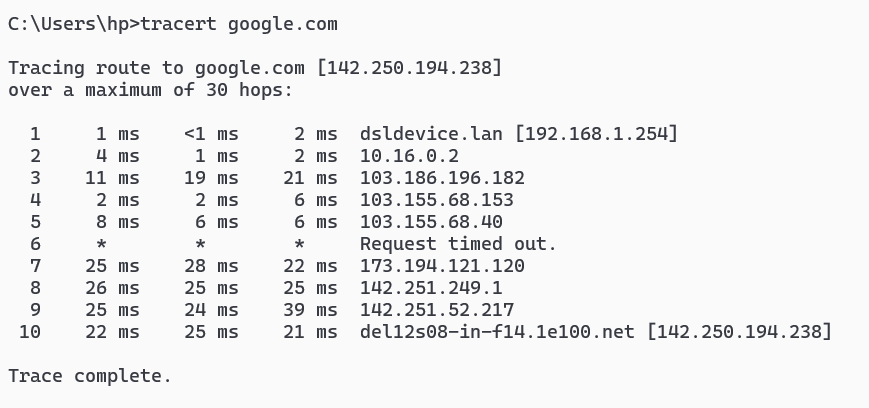 C:\Users\hp>tracert google.com
Tracing route to google.com [142.250.194.238]
over a maximum of 30 hops:
1 1 ms <1 ms 2 ms dsldevice.lan [192.168.1.254]
2 4 ms 1 ms 2 ms 10.16.0.2
3 11 ms 19 ms 21 ms 103.186.196.182
4 2 ms 2 ms 6 ms 103.155.68.153
5 8 ms 6 ms 6 ms 103.155.68.40
6 * * * Request timed out.
7 25 ms 28 ms 22 ms 173.194.121.120
8 26 ms 25 ms 25 ms 142.251.249.1
9 25 ms 24 ms 39 ms 142.251.52.217
10 22 ms 25 ms 21 ms del12s08-in-f14.1e100.net [142.250.194.238]
Trace complete.